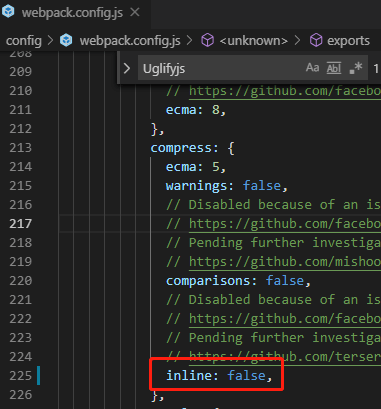 webpack.config.js ×
config > webpack.config.js > <unknown> > exports
> Uglifyjs Aa Abl .* 1
208
209
210 // https://github.com/facebo
211 ecma: 8,
212 },
213 compress: {
214 ecma: 5,
215 warnings: false,
216 // Disabled because of an is
217 // https://github.com/facebo
218 // Pending further investiga
219 // https://github.com/mishoo
220 comparisons: false,
221 // Disabled because of an is
222 // https://github.com/facebo
223 // Pending further investiga
224 // https://github.com/terser
225 inline: false,
226 },